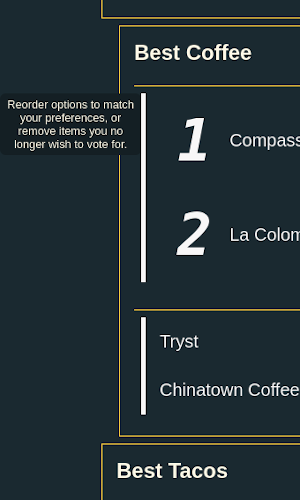 Best Coffee
Reorder options to match
your preferences, or
remove items you no
longer wish to vote for.
1 Compass
2 La Colom
Tryst
Chinatown Coffee
Best Tacos